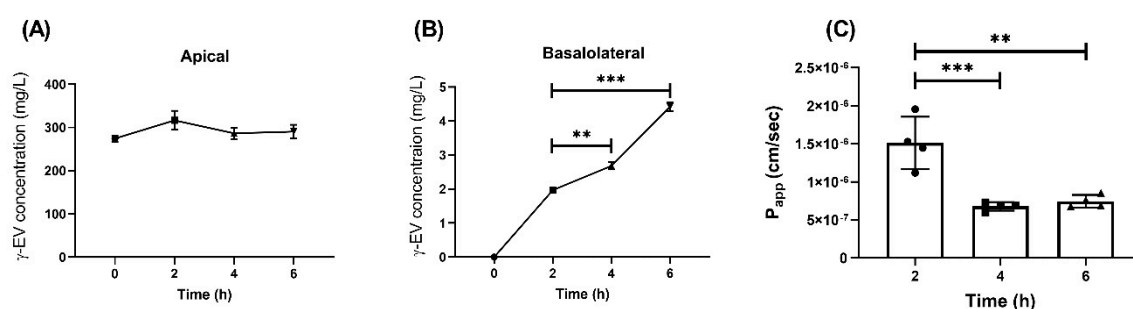 (A)
Apical
γ-EV concentration (mg/L)
400
300
200
100
0
0 2 4 6
Time (h)
(B)
Basalolateral
γ-EV concentration (mg/L)
5
4
3
2
1
0
***
**
0 2 4 6
Time (h)
(C)
**
***
Papp (cm/sec)
2.5×10-6
2×10-6
1.5×10-6
1×10-6
5×10-7
0
2 4 6
Time (h)